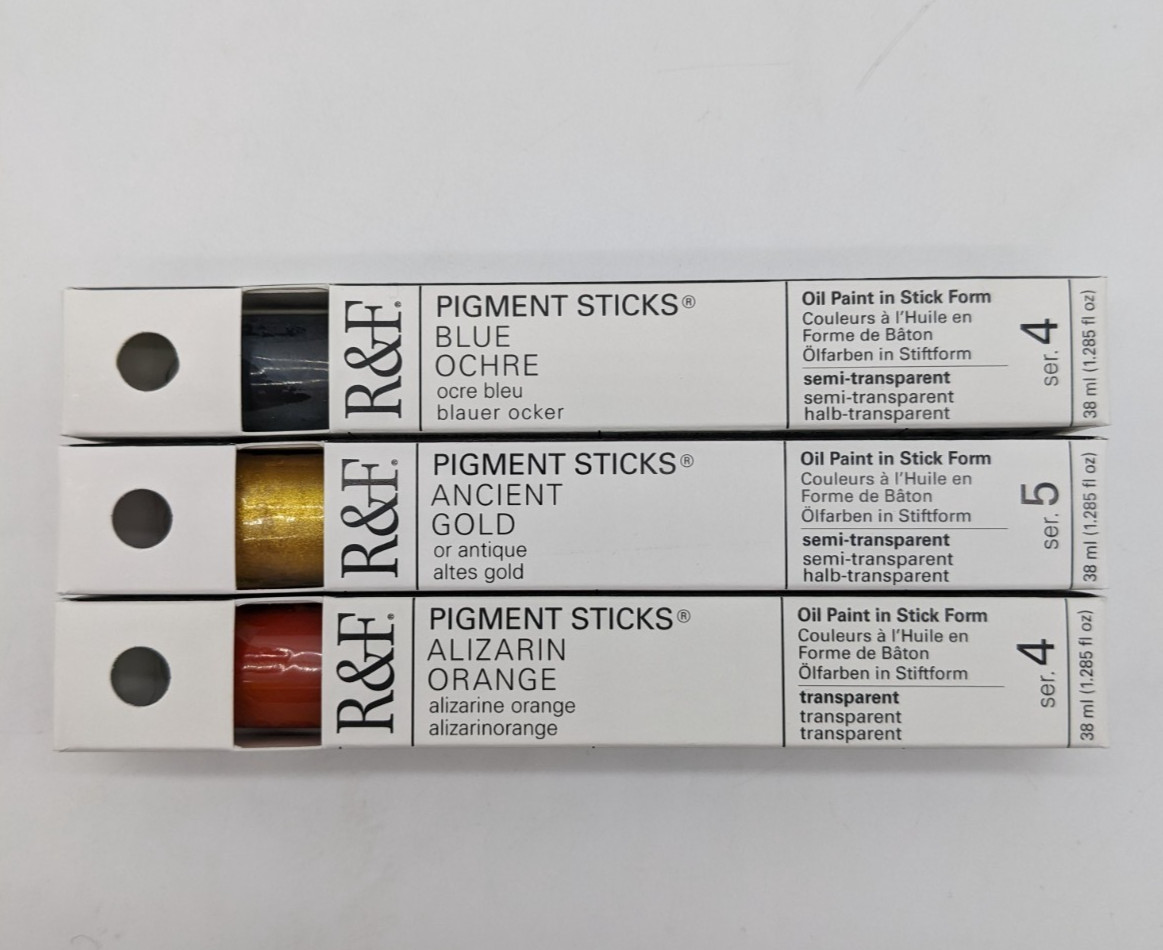 R&F®
PIGMENT STICKS®
BLUE
OCHRE
ocre bleu
blauer ocker
Oil Paint in Stick Form
Couleurs à l'Huile en
Forme de Bâton
Ölfarben in Stiftform
semi-transparent
semi-transparent
halb-transparent
ser. 4
38 ml (1.285 fl oz)
R&F®
PIGMENT STICKS®
ANCIENT
GOLD
or antique
altes gold
Oil Paint in Stick Form
Couleurs à l'Huile en
Forme de Bâton
Ölfarben in Stiftform
semi-transparent
semi-transparent
halb-transparent
ser. 5
38 ml (1.285 fl oz)
R&F®
PIGMENT STICKS®
ALIZARIN
ORANGE
alizarine orange
alizarinorange
Oil Paint in Stick Form
Couleurs à l'Huile en
Forme de Bâton
Ölfarben in Stiftform
transparent
transparent
transparent
ser. 4
38 ml (1.285 fl oz)